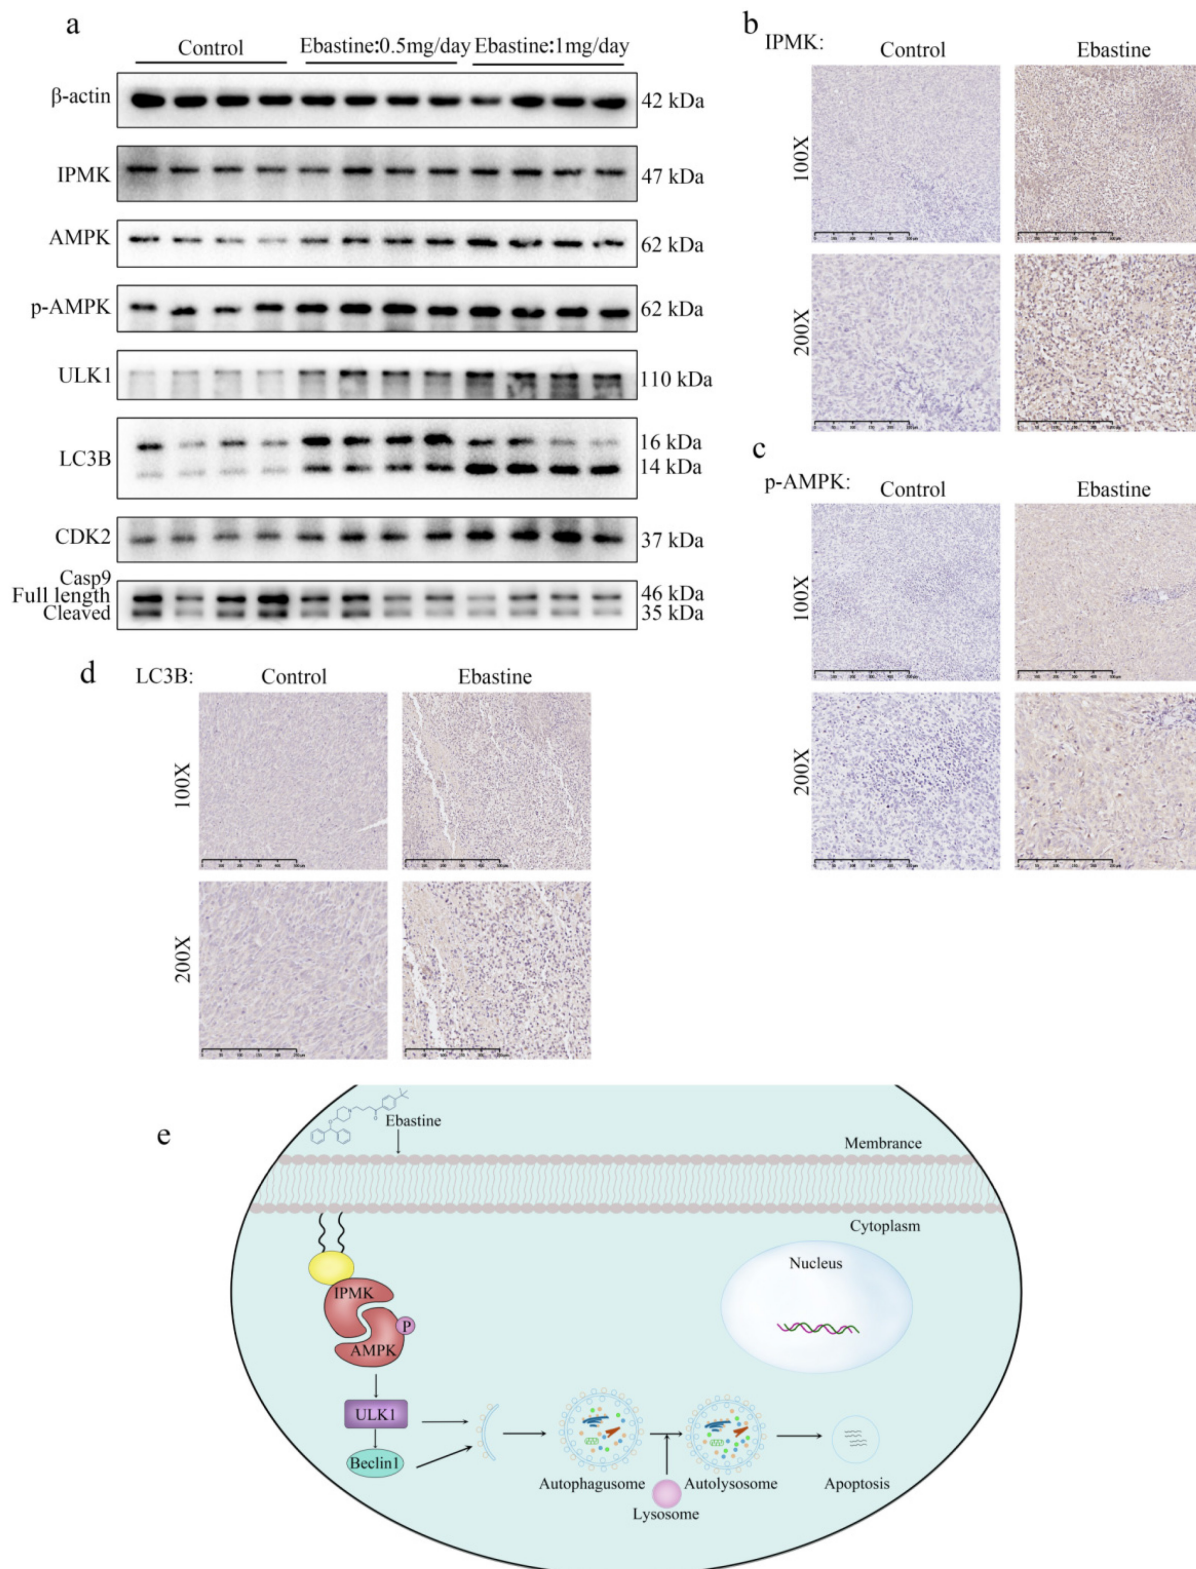 a
Control Ebastine:0.5mg/day Ebastine:1mg/day
β-actin 42 kDa
IPMK 47 kDa
AMPK 62 kDa
p-AMPK 62 kDa
ULK1 110 kDa
LC3B 16 kDa
14 kDa
CDK2 37 kDa
Casp9
Full length 46 kDa
Cleaved 35 kDa
b
IPMK: Control Ebastine
100X
200X
c
p-AMPK: Control Ebastine
100X
200X
d
LC3B: Control Ebastine
100X
200X
e
Ebastine
Membrance
Cytoplasm
Nucleus
IPMK
P
AMPK
ULK1
Beclin1
Autophagusome
Autolysosome
Apoptosis
Lysosome